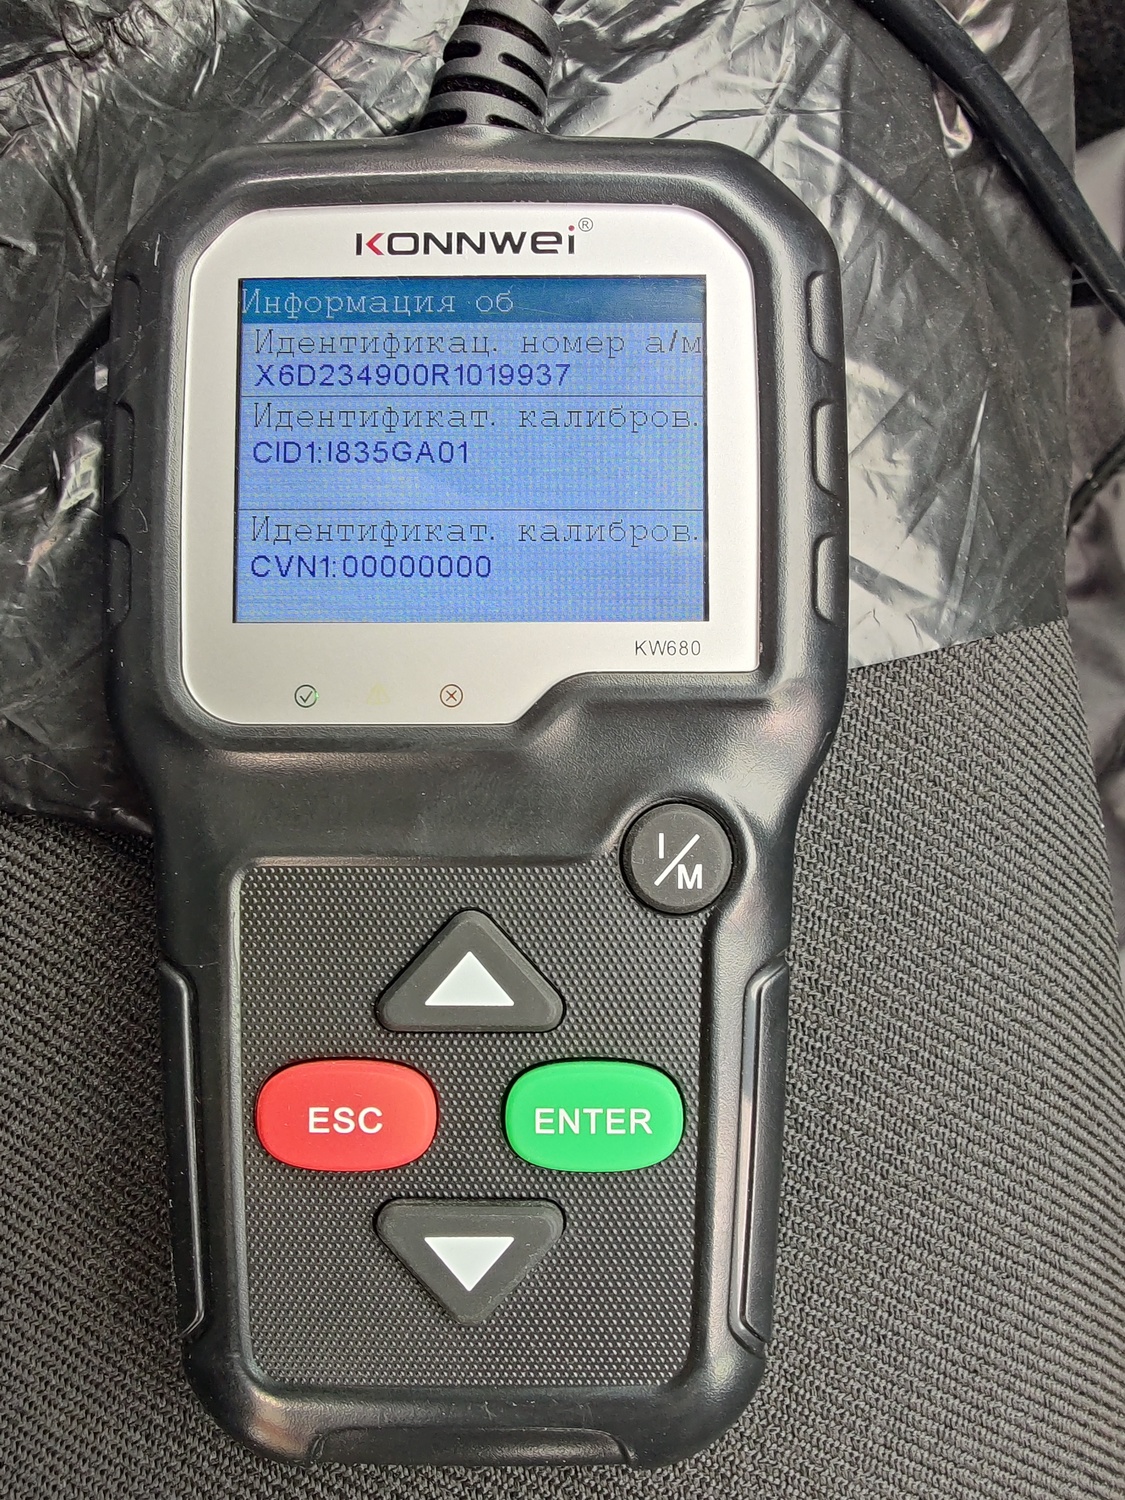 KONNWEI®
Информация об
Идентификац. номер а/м
X6D234900R1019937
Идентификат. калибров.
CID1:I835GA01
Идентификат. калибров.
CVN1:00000000
KW680
I/M
ESC
ENTER